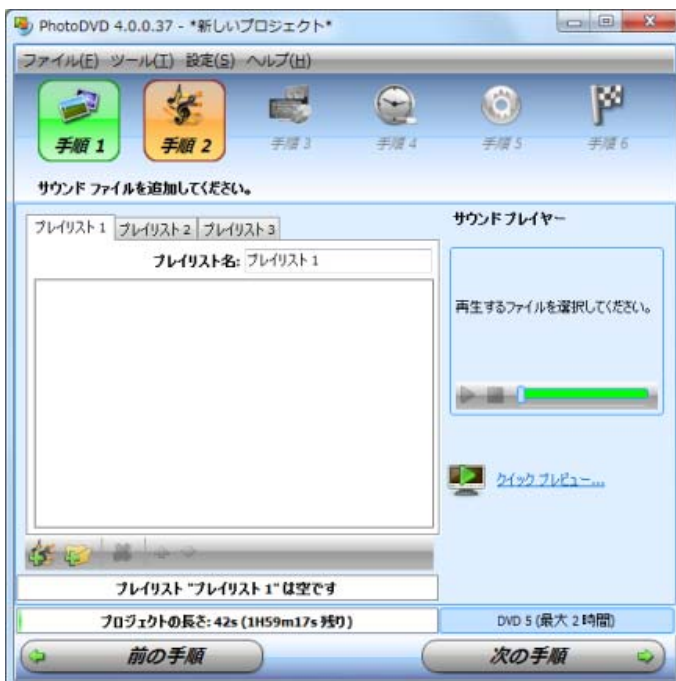 PhotoDVD 4.0.0.37 - *新しいプロジェクト*
ファイル(F) ツール(T) 設定(S) ヘルプ(H)
手順 1 手順 2 手順 3 手順 4 手順 5 手順 6
サウンド ファイルを追加してください。
プレイリスト 1 プレイリスト 2 プレイリスト 3
プレイリスト名: プレイリスト 1
サウンド プレイヤー
再生するファイルを選択してください。
クイック プレビュー...
プレイリスト "プレイリスト 1" は空です
プロジェクトの長さ: 42s (1H59m17s 残り)
DVD 5 (最大 2 時間)
前の手順
次の手順